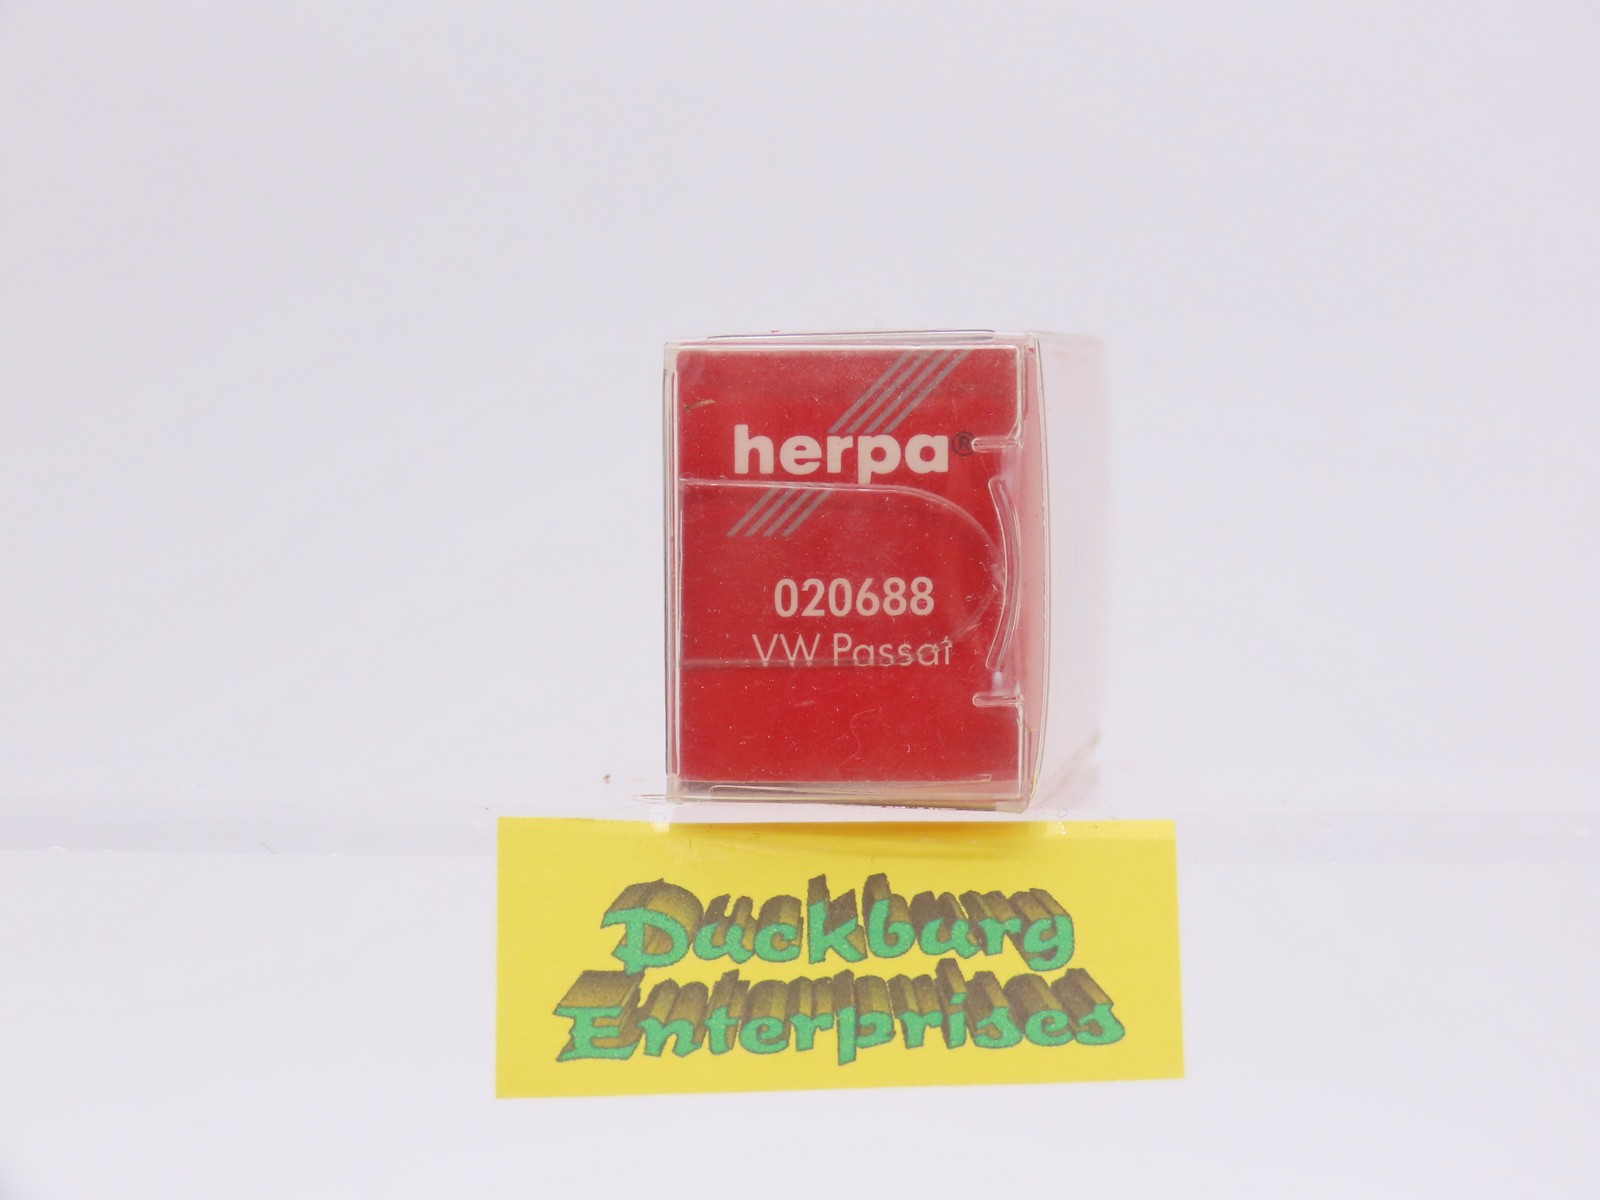 herpa®
020688
VW Passat
Duckburg
Enterprises